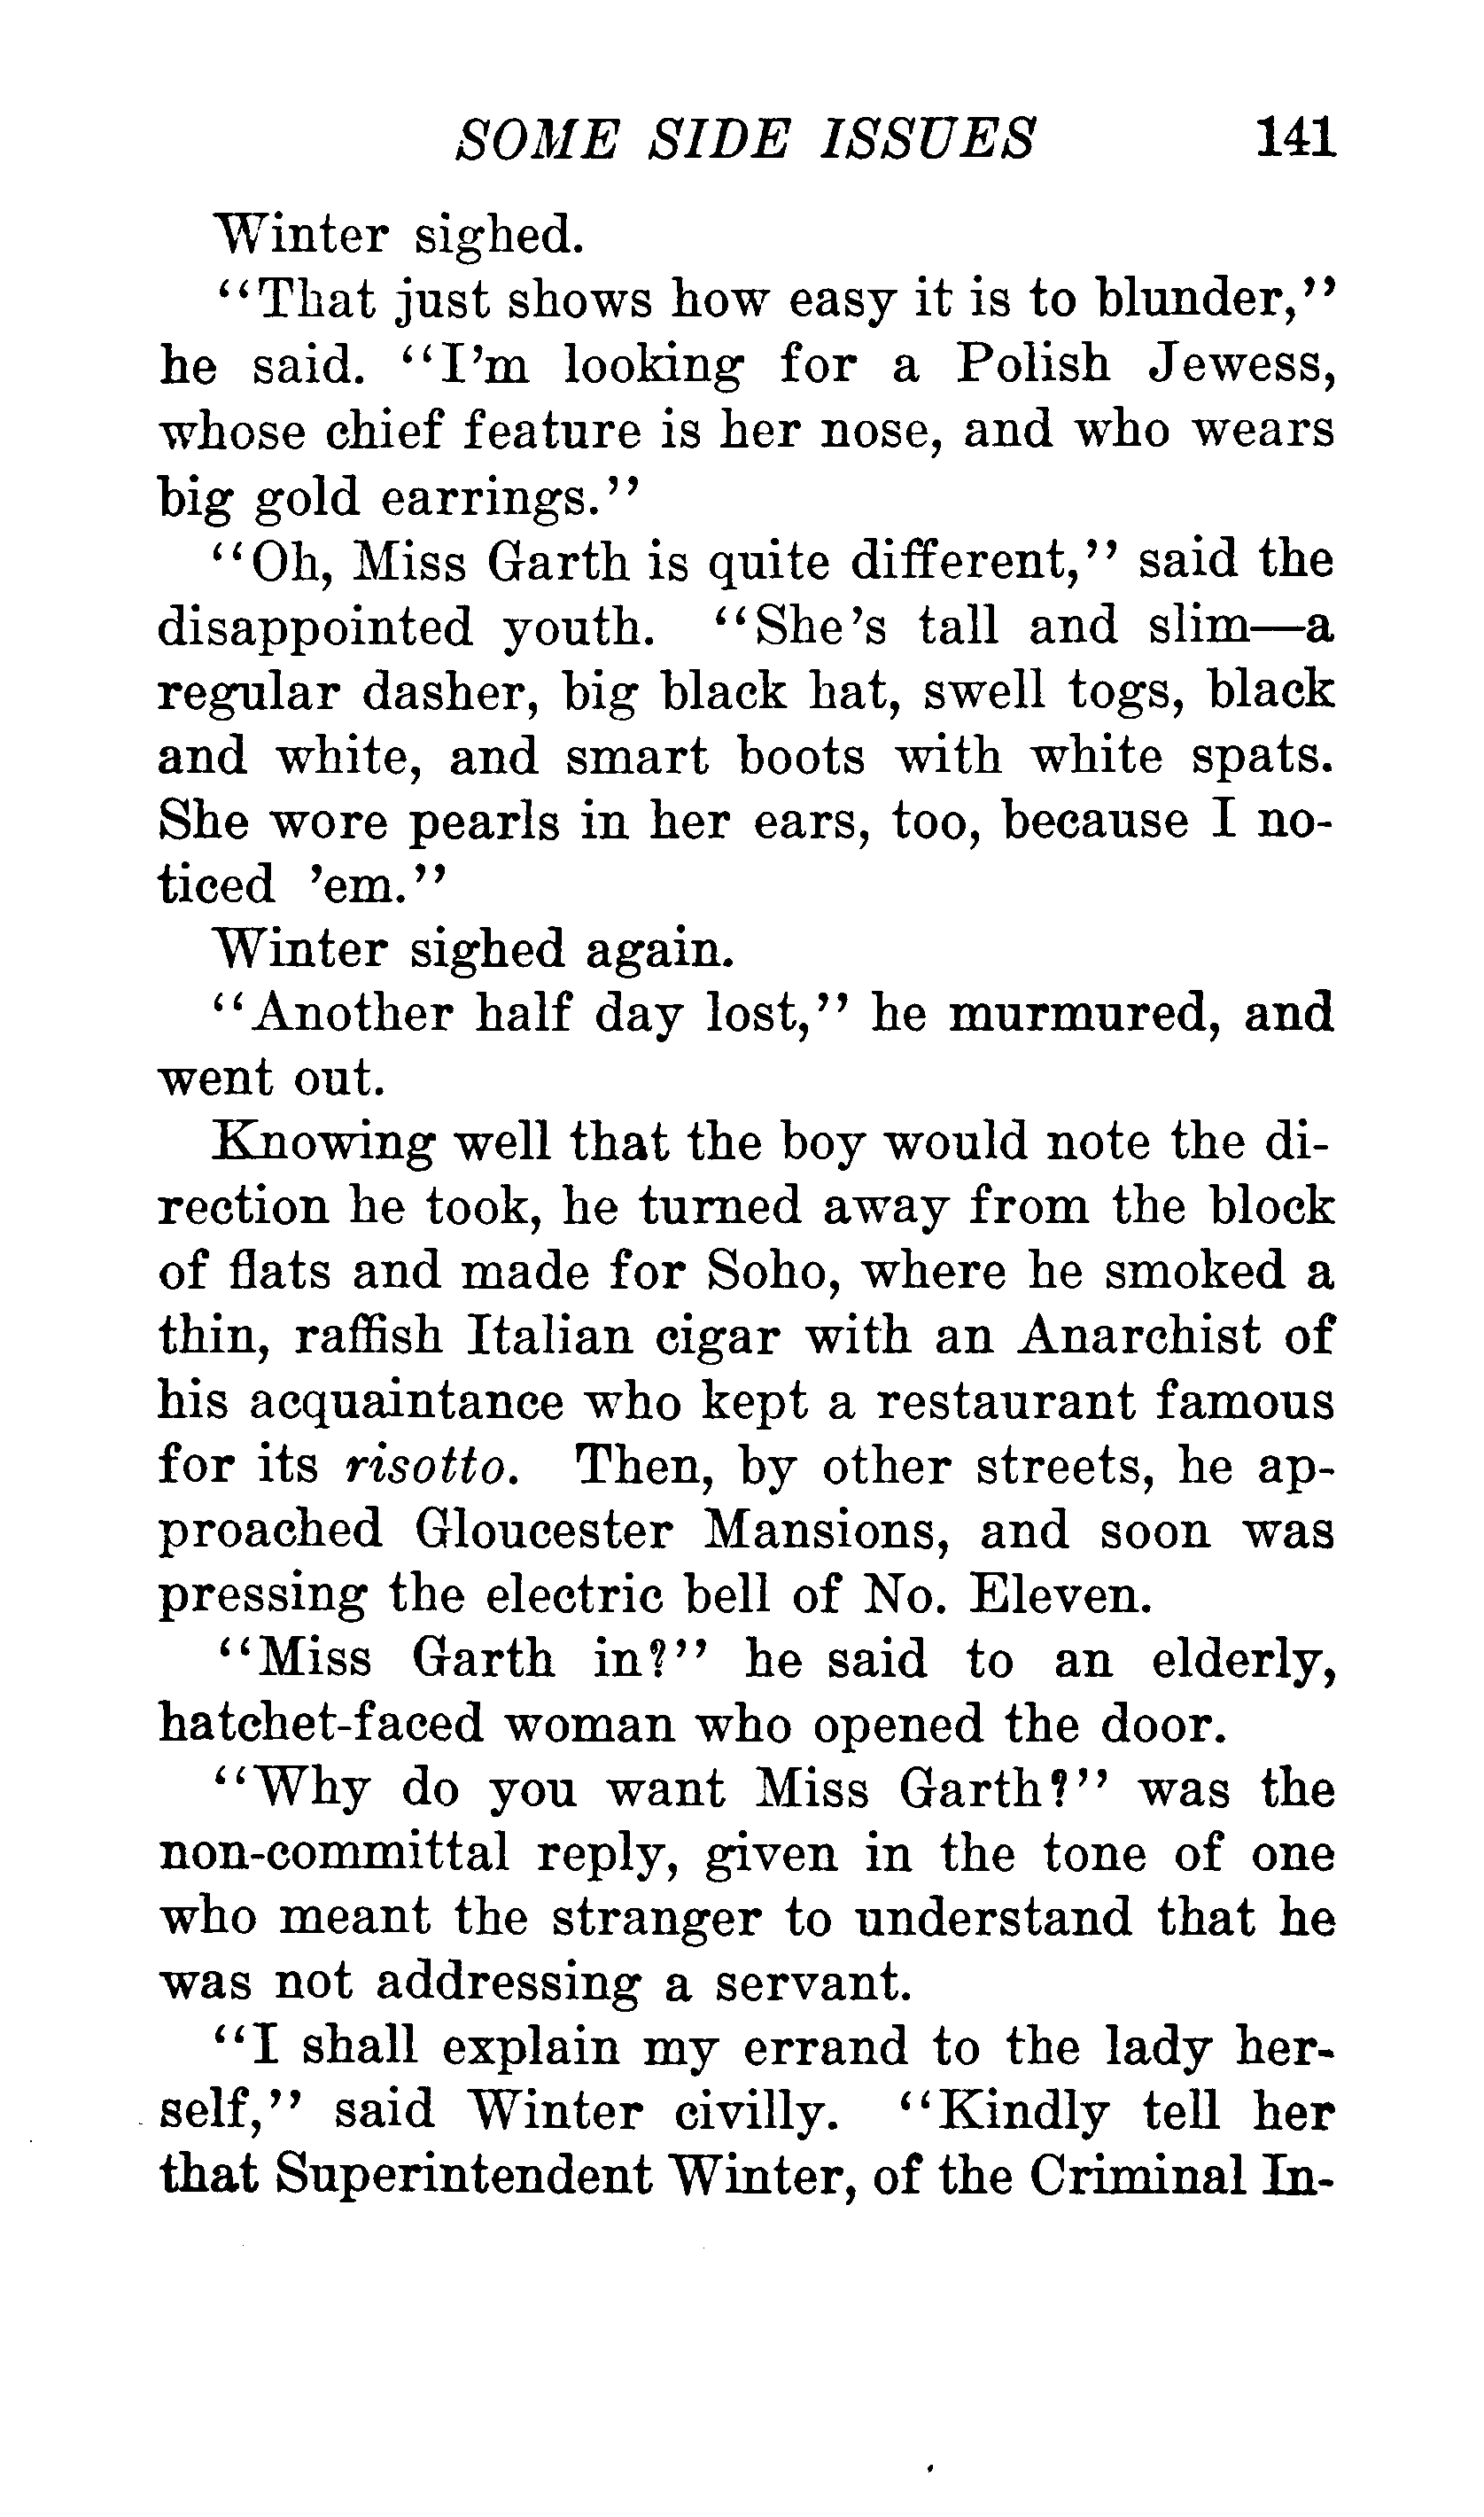 SOME SIDE ISSUES 141
Winter sighed.
“That just shows how easy it is to blunder,”
he said. “I’m looking for a Polish Jewess,
whose chief feature is her nose, and who wears
big gold earrings.”
“Oh, Miss Garth is quite different,” said the
disappointed youth. “She’s tall and slim—a
regular dasher, big black hat, swell togs, black
and white, and smart boots with white spats.
She wore pearls in her ears, too, because I no-
ticed ’em.”
Winter sighed again.
“Another half day lost,” he murmured, and
went out.
Knowing well that the boy would note the di-
rection he took, he turned away from the block
of flats and made for Soho, where he smoked a
thin, raffish Italian cigar with an Anarchist of
his acquaintance who kept a restaurant famous
for its risotto. Then, by other streets, he ap-
proached Gloucester Mansions, and soon was
pressing the electric bell of No. Eleven.
“Miss Garth in?” he said to an elderly,
hatchet-faced woman who opened the door.
“Why do you want Miss Garth?” was the
non-committal reply, given in the tone of one
who meant the stranger to understand that he
was not addressing a servant.
“I shall explain my errand to the lady her-
self,” said Winter civilly. “Kindly tell her
that Superintendent Winter, of the Criminal In-